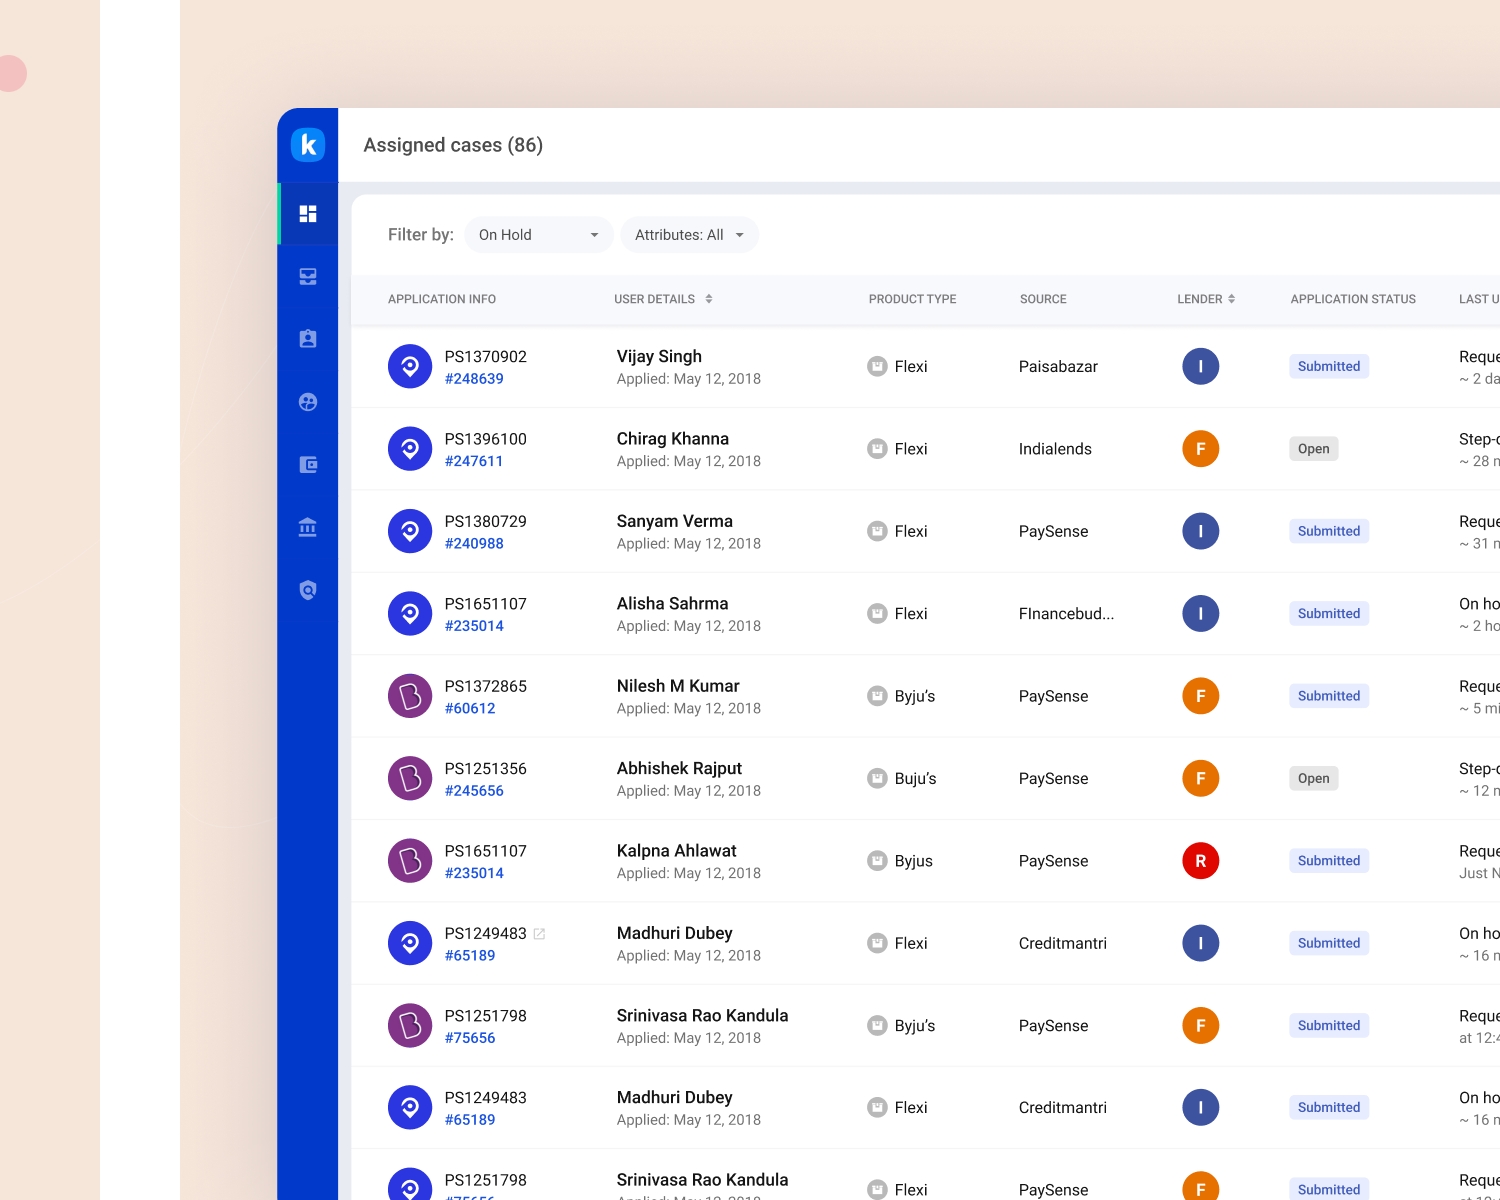 k
Assigned cases (86)
Filter by: On Hold Attributes: All
APPLICATION INFO USER DETAILS PRODUCT TYPE SOURCE LENDER APPLICATION STATUS LAST U
PS1370902 Vijay Singh Flexi Paisabazar I Submitted Reque
#248639 Applied: May 12, 2018 ~ 2 da
PS1396100 Chirag Khanna Flexi Indialends F Open Step-
#247611 Applied: May 12, 2018 ~ 28
PS1380729 Sanyam Verma Flexi PaySense I Submitted Reque
#240988 Applied: May 12, 2018 ~ 31
PS1651107 Alisha Sahrma Flexi FInancebud... I Submitted On ho
#235014 Applied: May 12, 2018 ~ 2 ho
PS1372865 Nilesh M Kumar Byju’s PaySense F Submitted Reque
#60612 Applied: May 12, 2018 ~ 5 mi
PS1251356 Abhishek Rajput Buju’s PaySense F Open Step-
#245656 Applied: May 12, 2018 ~ 12
PS1651107 Kalpna Ahlawat Byjus PaySense R Submitted Reque
#235014 Applied: May 12, 2018 Just N
PS1249483 Madhuri Dubey Flexi Creditmantri I Submitted On ho
#65189 Applied: May 12, 2018 ~ 16
PS1251798 Srinivasa Rao Kandula Byju’s PaySense F Submitted Reque
#75656 Applied: May 12, 2018 at 12:4
PS1249483 Madhuri Dubey Flexi Creditmantri I Submitted On ho
#65189 Applied: May 12, 2018 ~ 16
PS1251798 Srinivasa Rao Kandula Flexi PaySense F Submitted Reque